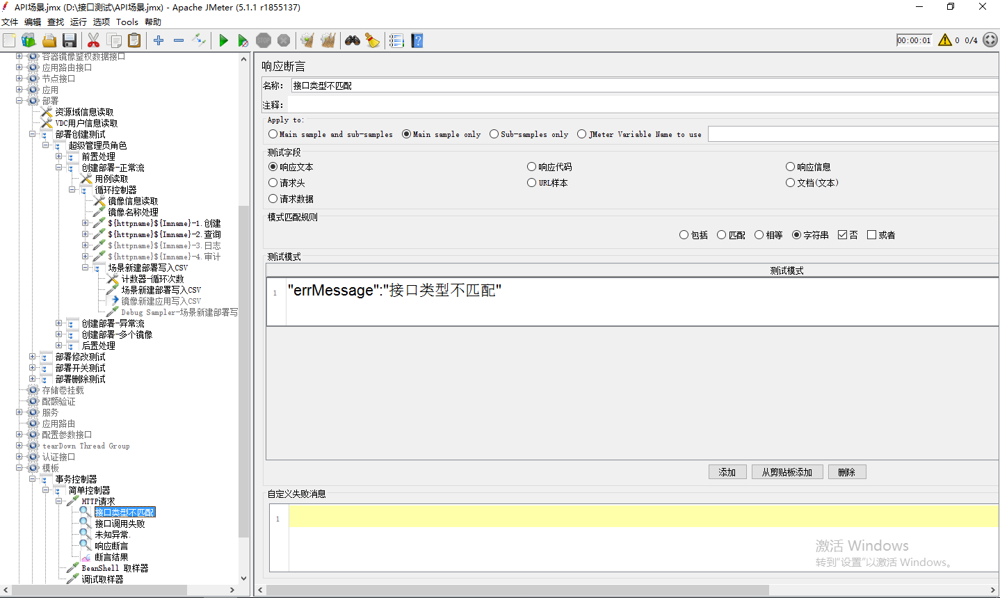 API场景.jmx (D:\接口测试\API场景.jmx) - Apache JMeter (5.1.1 r1855137)
文件 编辑 查找 运行 选项 Tools 帮助
00:00:01 0 0/4
容器镜像鉴权数据接口
应用路由接口
节点接口
应用
部署
资源域信息读取
VDC用户信息读取
部署创建测试
超级管理员角色
前置处理
创建部署-正常流
用例读取
循环控制器
镜像信息读取
镜像名称处理
${httpname}${Imname}-1.创建
${httpname}${Imname}-2.查询
${httpname}${Imname}-3.日志
${httpname}${Imname}-4.审计
场景新建部署写入CSV
计数器-循环次数
场景新建部署写入CSV
镜像新建应用写入CSV
Debug Sampler-场景新建部署写
创建部署-异常流
创建部署-多个镜像
后置处理
部署修改测试
部署开关测试
部署删除测试
存储卷挂载
配额验证
服务
应用路由
配置参数接口
tearDown Thread Group
认证接口
模板
事务控制器
简单控制器
HTTP请求
接口类型不匹配
接口调用失败
未知异常.
响应断言
断言结果
BeanShell 取样器
调试取样器
响应断言
名称： 接口类型不匹配
注释：
Apply to:
Main sample and sub-samples Main sample only Sub-samples only JMeter Variable Name to use
测试字段
响应文本 响应代码 响应信息
请求头 URL样本 文档(文本)
请求数据
模式匹配规则
包括 匹配 相等 字符串 否 或者
测试模式
测试模式
1 "errMessage":"接口类型不匹配"
添加 从剪贴板添加 删除
自定义失败消息
1
激活 Windows
转到"设置"以激活 Windows。